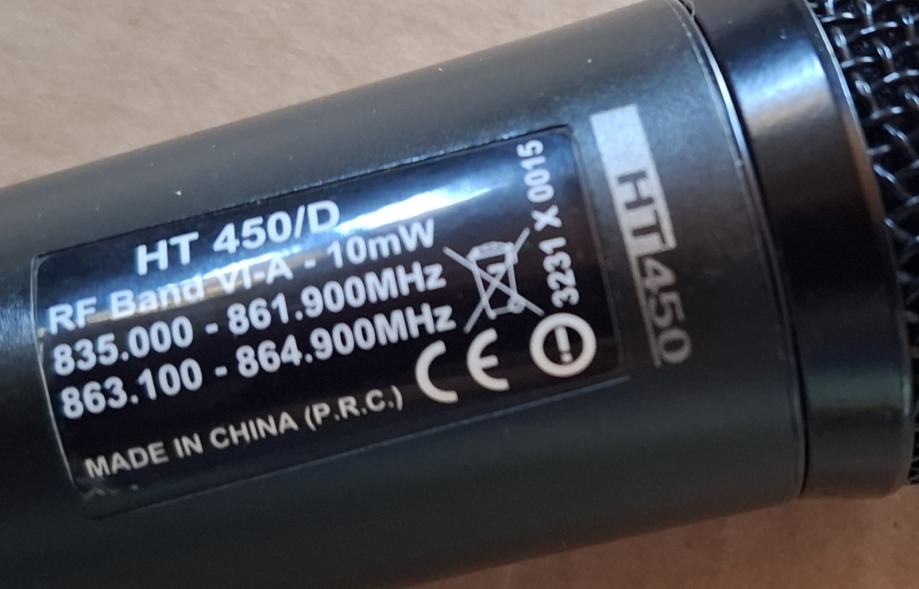 HT 450/D
RF Band VI-A - 10mW
835.000 - 861.900MHz
863.100 - 864.900MHz
MADE IN CHINA (P.R.C.)
CE
3231 X 0015
HT450